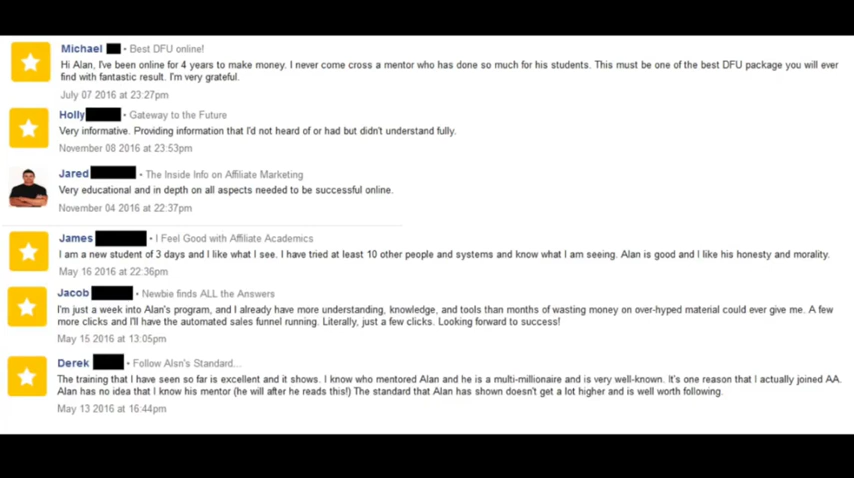 Michael • Best DFU online!
Hi Alan, I've been online for 4 years to make money. I never come cross a mentor who has done so much for his students. This must be one of the best DFU package you will ever
find with fantastic result. I'm very grateful.
July 07 2016 at 23:27pm
Holly • Gateway to the Future
Very informative. Providing information that I'd not heard of or had but didn't understand fully.
November 08 2016 at 23:53pm
Jared • The Inside Info on Affiliate Marketing
Very educational and in depth on all aspects needed to be successful online.
November 04 2016 at 22:37pm
James • I Feel Good with Affiliate Academics
I am a new student of 3 days and I like what I see. I have tried at least 10 other people and systems and know what I am seeing. Alan is good and I like his honesty and morality.
May 16 2016 at 22:36pm
Jacob • Newbie finds ALL the Answers
I'm just a week into Alan's program, and I already have more understanding, knowledge, and tools than months of wasting money on over-hyped material could ever give me. A few
more clicks and I'll have the automated sales funnel running. Literally, just a few clicks. Looking forward to success!
May 15 2016 at 13:05pm
Derek • Follow Alsn's Standard...
The training that I have seen so far is excellent and it shows. I know who mentored Alan and he is a multi-millionaire and is very well-known. It's one reason that I actually joined AA.
Alan has no idea that I know his mentor (he will after he reads this!) The standard that Alan has shown doesn't get a lot higher and is well worth following.
May 13 2016 at 16:44pm